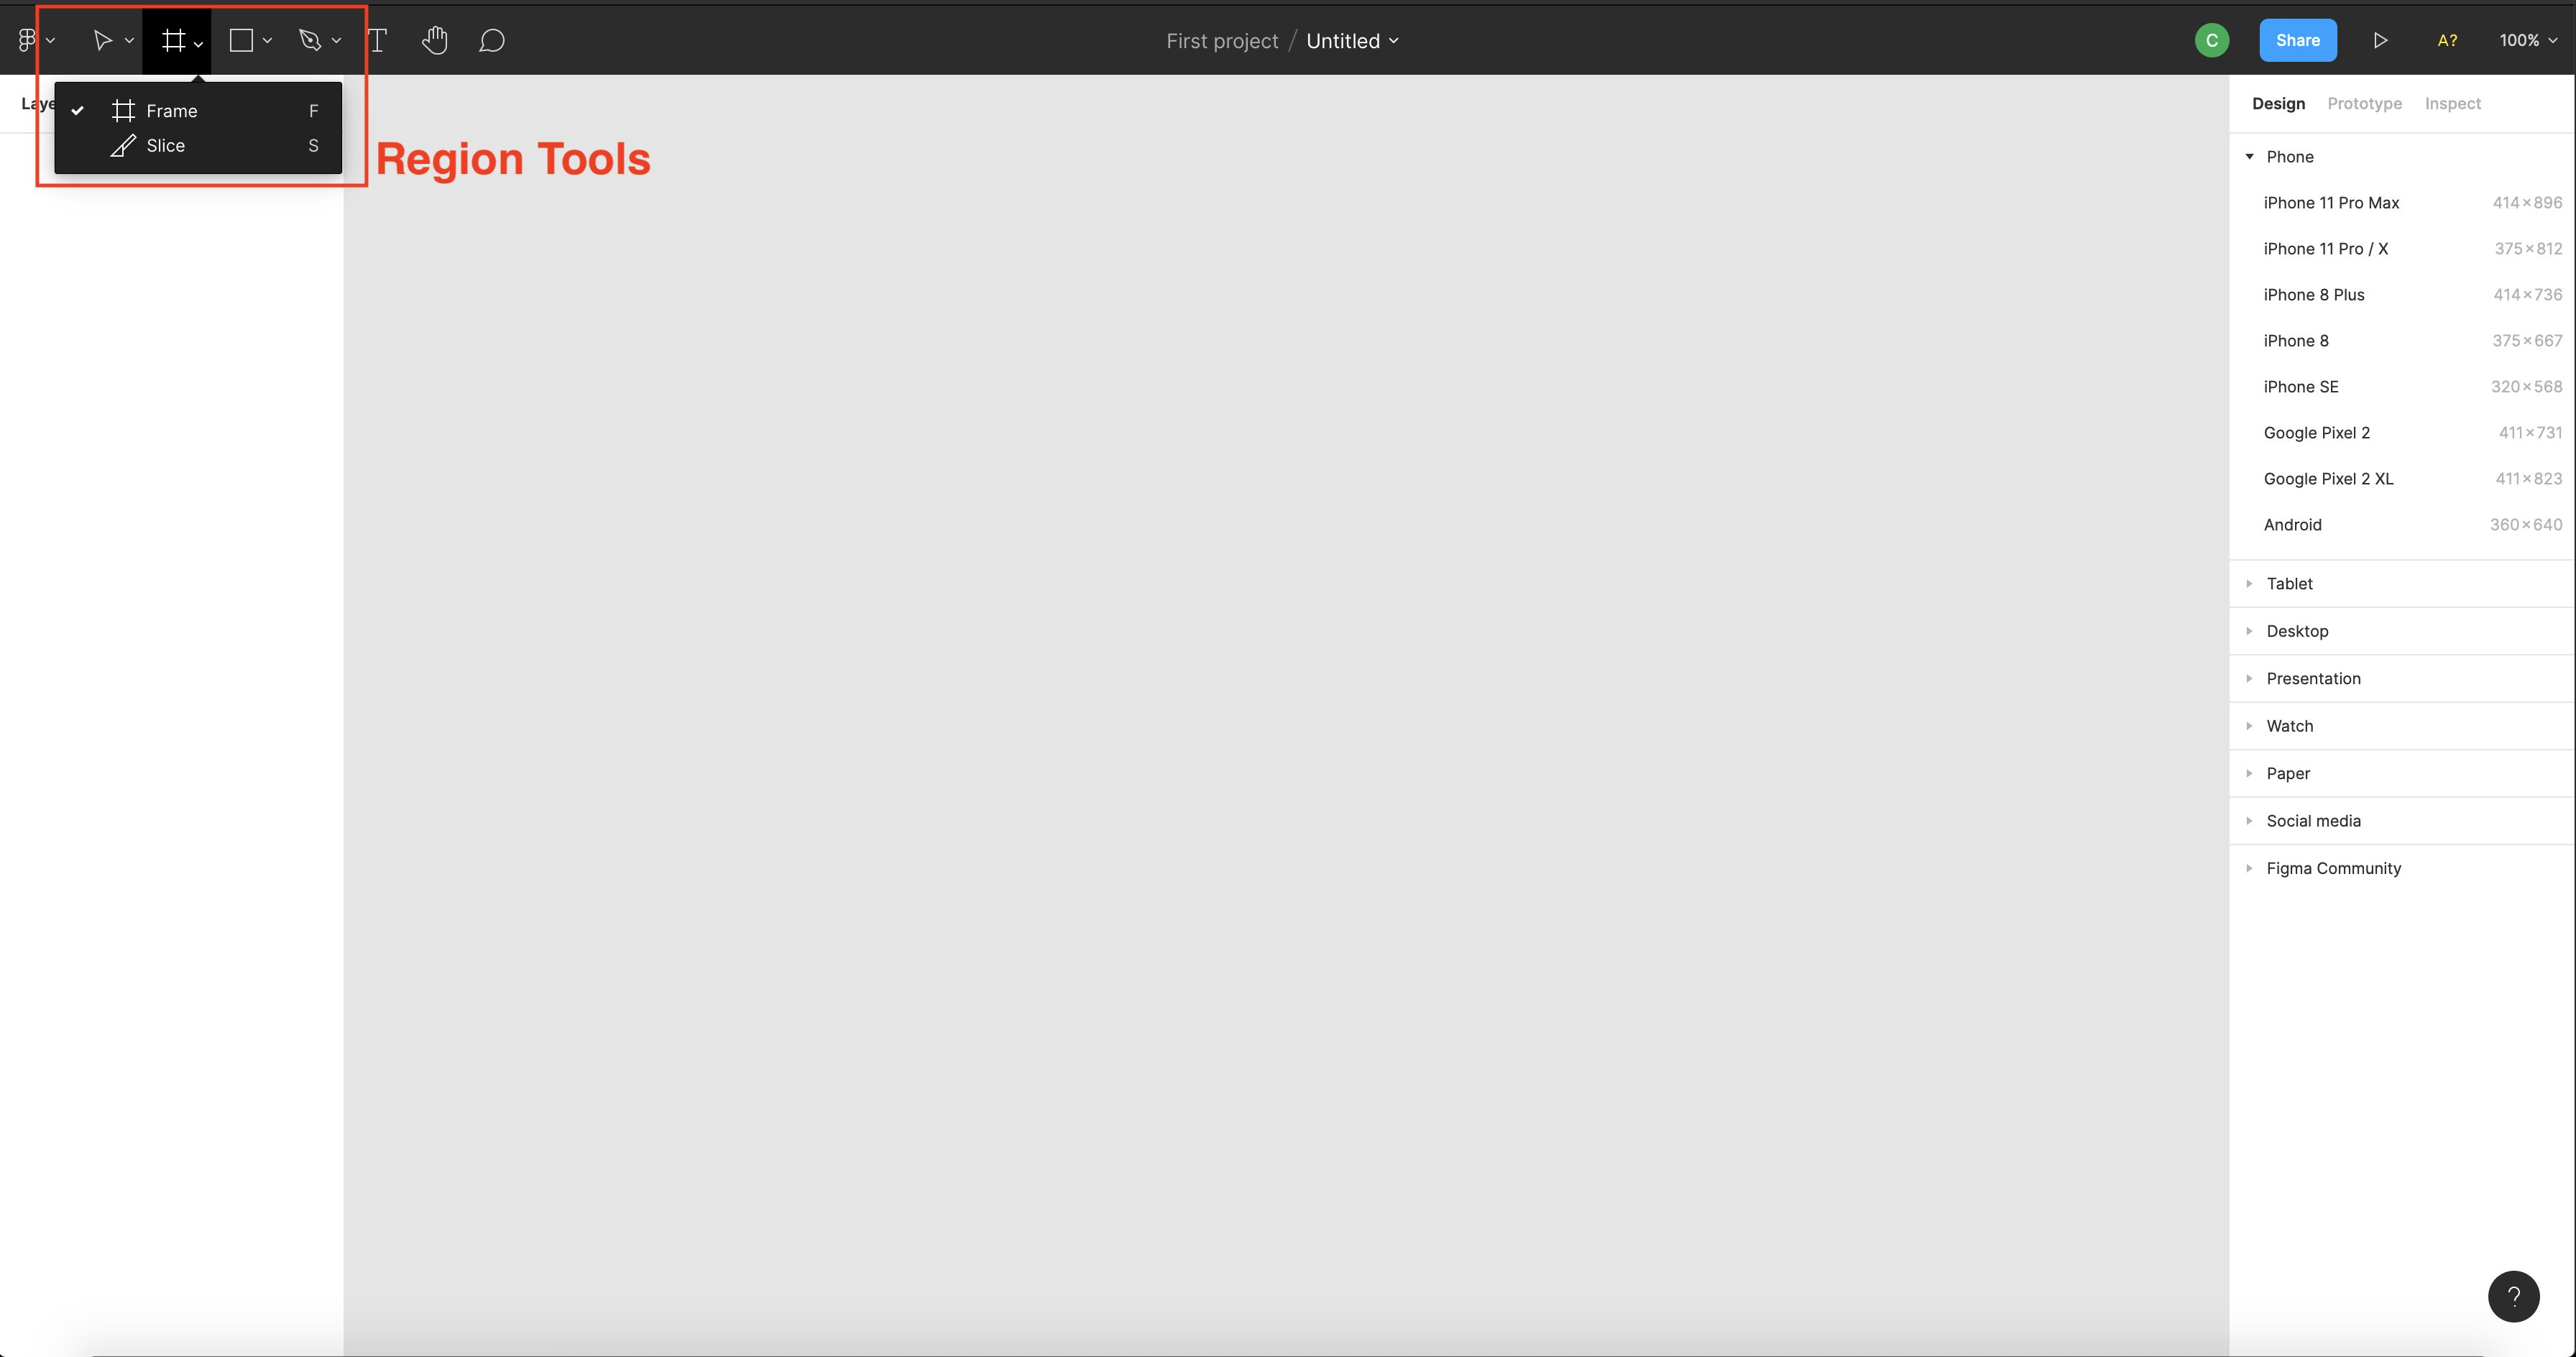 First project / Untitled
C
Share
A?
100%
Laye
Frame F
Slice S
Region Tools
Design Prototype Inspect
Phone
iPhone 11 Pro Max 414×896
iPhone 11 Pro / X 375×812
iPhone 8 Plus 414×736
iPhone 8 375×667
iPhone SE 320×568
Google Pixel 2 411×731
Google Pixel 2 XL 411×823
Android 360×640
Tablet
Desktop
Presentation
Watch
Paper
Social media
Figma Community
?